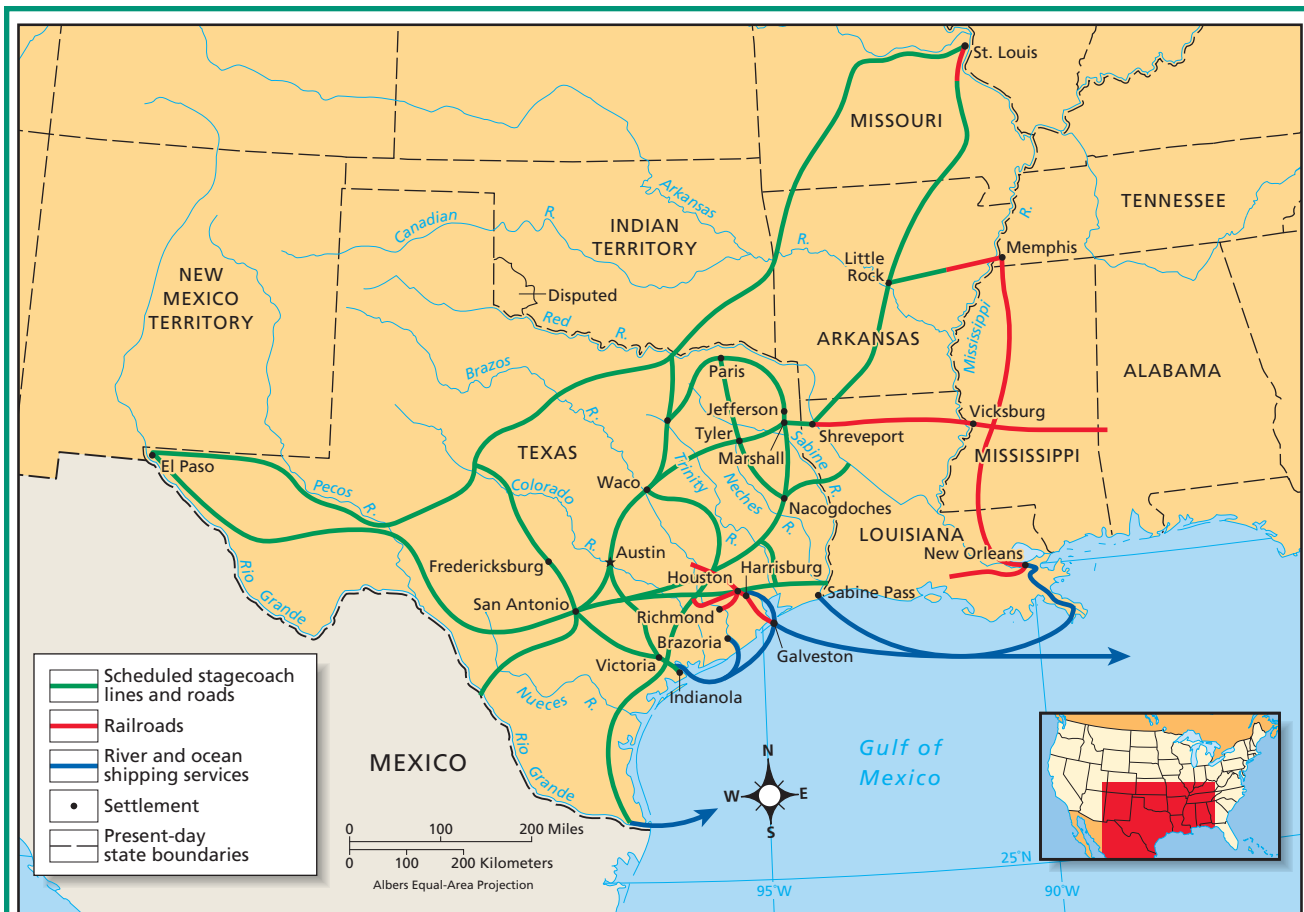 St. Louis
MISSOURI
Arkansas
R.
TENNESSEE
R.
Canadian
R.
INDIAN
TERRITORY
R.
Memphis
Little
Rock
NEW
MEXICO
TERRITORY
Disputed
Red
R.
Mississippi
ARKANSAS
ALABAMA
Brazos
R.
Paris
Jefferson
Tyler
Marshall
Sabine
R.
Shreveport
Vicksburg
MISSISSIPPI
TEXAS
El Paso
Pecos
R.
Colorado
R.
Waco
Trinity
R.
Neches
R.
Nacogdoches
LOUISIANA
New Orleans
Austin
Fredericksburg
Houston
Harrisburg
San Antonio
Richmond
Sabine Pass
Brazoria
Galveston
Victoria
Indianola
Rio
Grande
Nueces
R.
Rio
Grande
MEXICO
Gulf of
Mexico
Scheduled stagecoach
lines and roads
Railroads
River and ocean
shipping services
Settlement
Present-day
state boundaries
0 100 200 Miles
0 100 200 Kilometers
Albers Equal-Area Projection
N
W
E
S
25°N
95°W
90°W